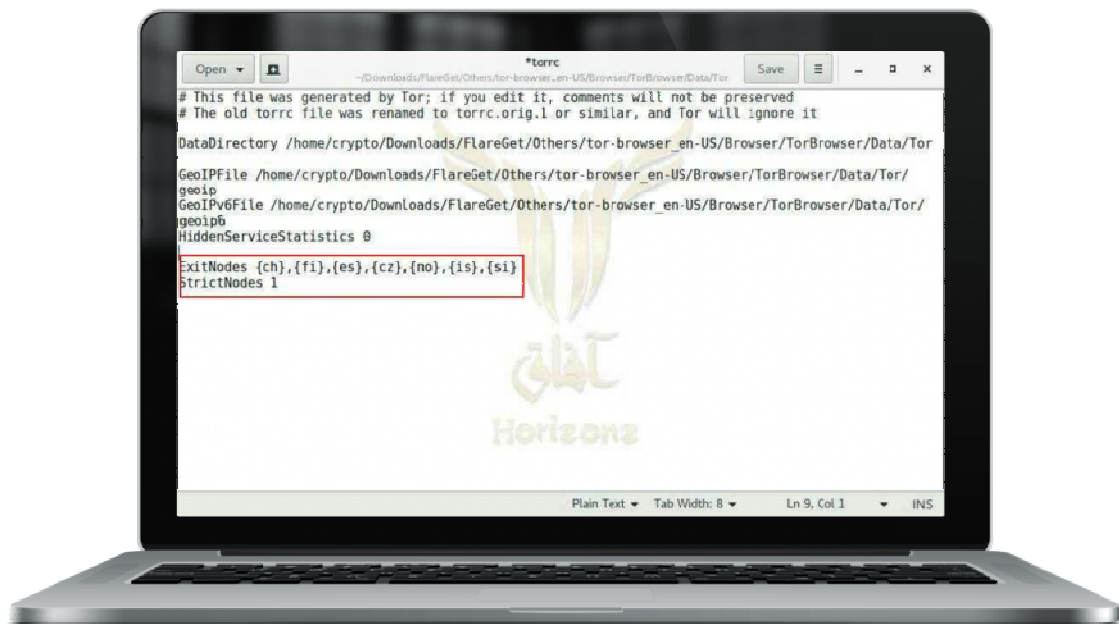 Open
*torrc
~/Downloads/FlareGet/Others/tor-browser_en-US/Browser/TorBrowser/Data/Tor
Save
# This file was generated by Tor; if you edit it, comments will not be preserved
# The old torrc file was renamed to torrc.orig.1 or similar, and Tor will ignore it
DataDirectory /home/crypto/Downloads/FlareGet/Others/tor-browser_en-US/Browser/TorBrowser/Data/Tor
GeoIPFile /home/crypto/Downloads/FlareGet/Others/tor-browser_en-US/Browser/TorBrowser/Data/Tor/
geoip
GeoIPv6File /home/crypto/Downloads/FlareGet/Others/tor-browser_en-US/Browser/TorBrowser/Data/Tor/
geoip6
HiddenServiceStatistics 0
ExitNodes {ch},{fi},{es},{cz},{no},{is},{si}
StrictNodes 1
آفاق
Horizons
Plain Text
Tab Width: 8
Ln 9, Col 1
INS